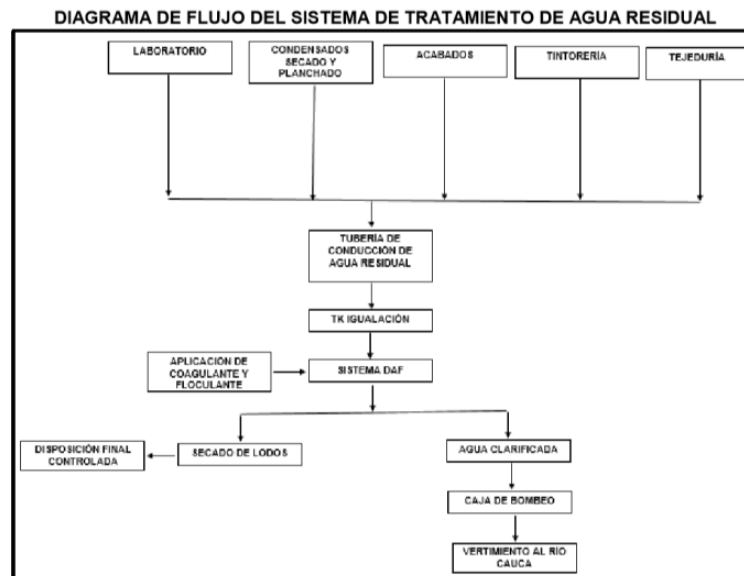 DIAGRAMA DE FLUJO DEL SISTEMA DE TRATAMIENTO DE AGUA RESIDUAL
LABORATORIO
CONDENSADOS
SECADO Y
PLANCHADO
ACABADOS
TINTORERÍA
TEJEDURÍA
TUBERÍA DE
CONDUCCIÓN DE
AGUA RESIDUAL
TK IGUALACIÓN
APLICACIÓN DE
COAGULANTE Y
FLOCULANTE
SISTEMA DAF
DISPOSICIÓN FINAL
CONTROLADA
SECADO DE LODOS
AGUA CLARIFICADA
CAJA DE BOMBEO
VERTIMIENTO AL RÍO
CAUCA